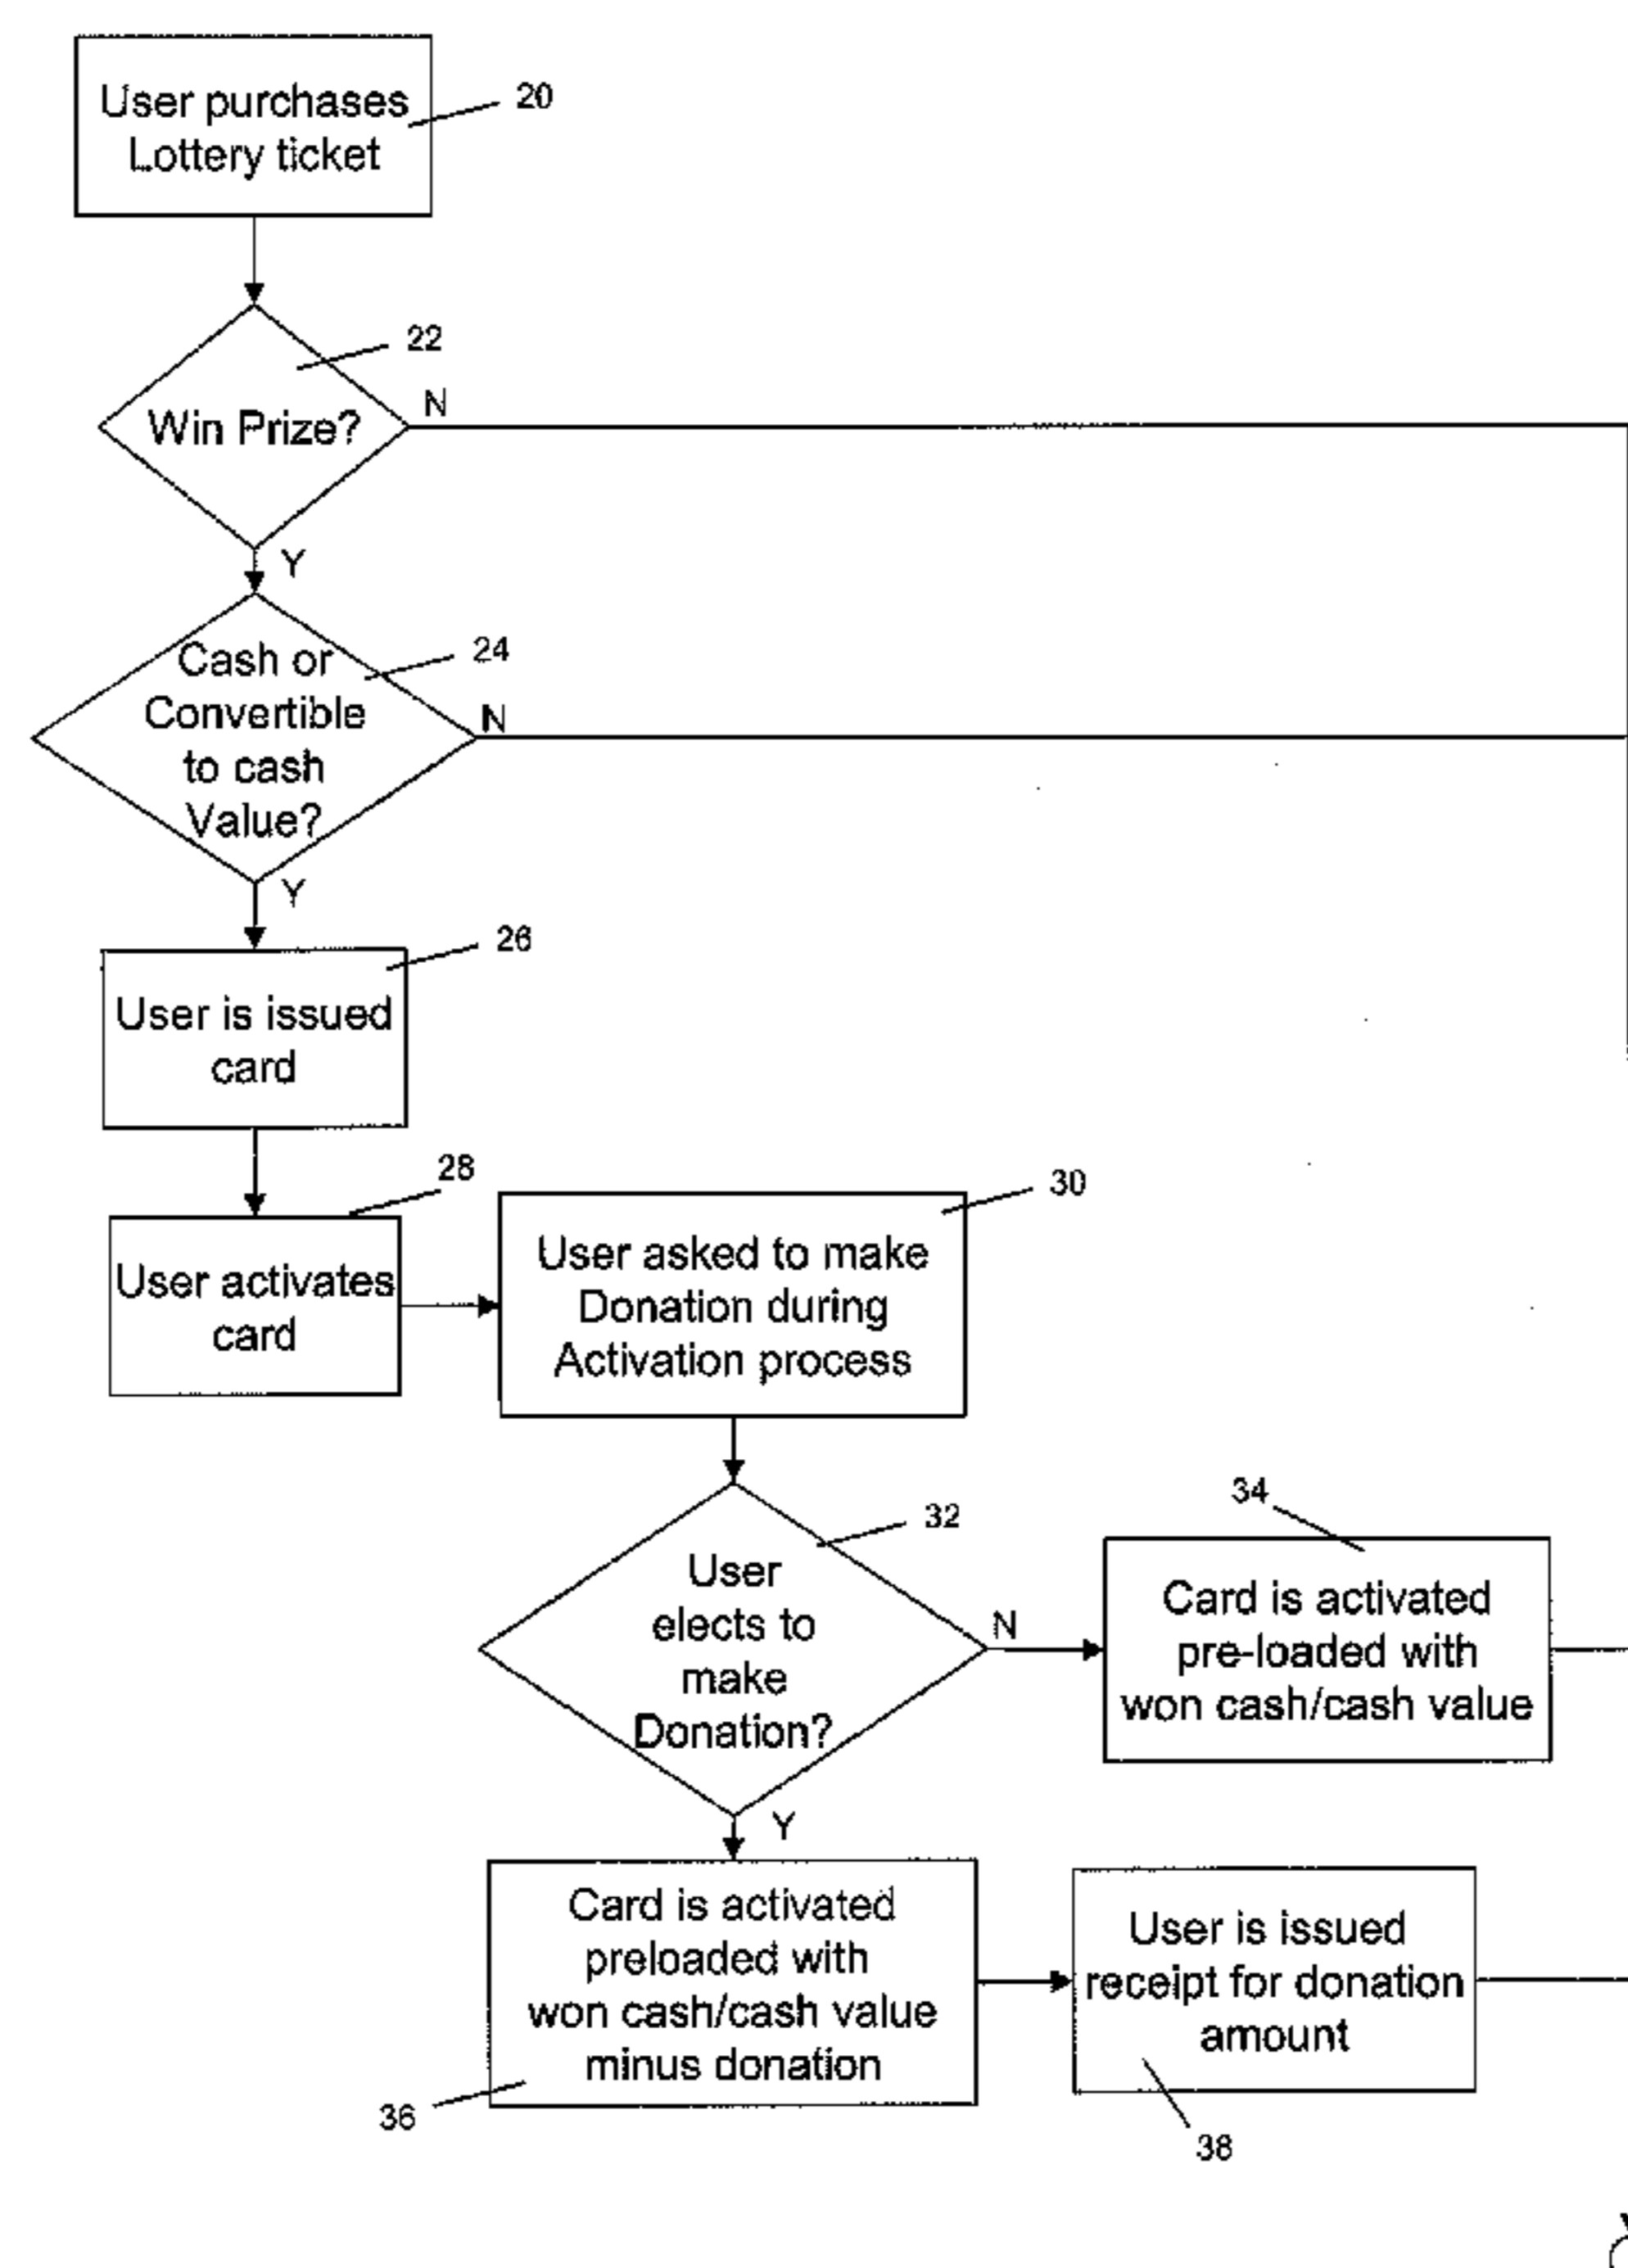 User purchases
Lottery ticket
20
22
Win Prize?
N
Y
24
Cash or
Convertible
to cash
Value?
N
Y
26
User is issued
card
28
User activates
card
30
User asked to make
Donation during
Activation process
32
User
elects to
make
Donation?
N
Y
34
Card is activated
pre-loaded with
won cash/cash value
Card is activated
preloaded with
won cash/cash value
minus donation
36
User is issued
receipt for donation
amount
38